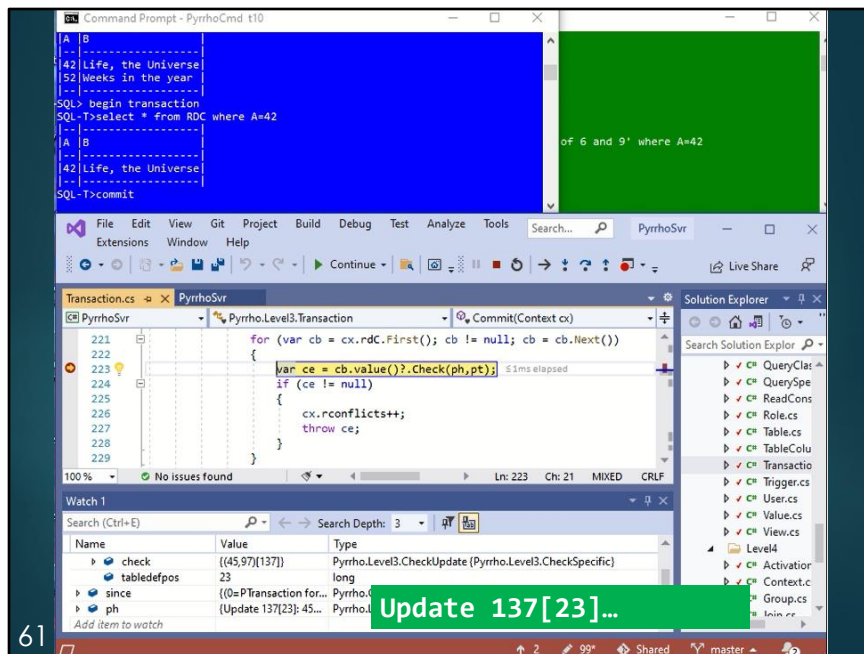 Command Prompt - PyrrhoCmd t10
|A |B |
|--|------------------|
|42|Life, the Universe|
|52|Weeks in the year |
|--|------------------|
SQL> begin transaction
SQL-T>select * from RDC where A=42
|--|------------------|
|A |B |
|--|------------------|
|42|Life, the Universe|
|--|------------------|
SQL-T>commit
of 6 and 9' where A=42
File Edit View Git Project Build Debug Test Analyze Tools Search... PyrrhoSvr
Extensions Window Help
Continue Live Share
Transaction.cs PyrrhoSvr Solution Explorer
PyrrhoSvr Pyrrho.Level3.Transaction Commit(Context cx)
Search Solution Explor
221 for (var cb = cx.rdC.First(); cb != null; cb = cb.Next())
222 {
223 var ce = cb.value()?.Check(ph,pt); ≤1ms elapsed
224 if (ce != null)
225 {
226 cx.rconflicts++;
227 throw ce;
228 }
229 }
C# QueryClas
C# QuerySpe
C# ReadCons
C# Role.cs
C# Table.cs
C# TableColu
C# Transactio
C# Trigger.cs
C# User.cs
C# Value.cs
C# View.cs
Level4
C# Activation
C# Context.c
C# Group.cs
C# Join.cs
100 % No issues found Ln: 223 Ch: 21 MIXED CRLF
Watch 1
Search (Ctrl+E) Search Depth: 3
Name Value Type
check {(45,97)[137]} Pyrrho.Level3.CheckUpdate {Pyrrho.Level3.CheckSpecific}
tabledefpos 23 long
since {(0=PTransaction for...
ph {Update 137[23]: 45...
Add item to watch
Update 137[23]…
2 99* Shared master
61